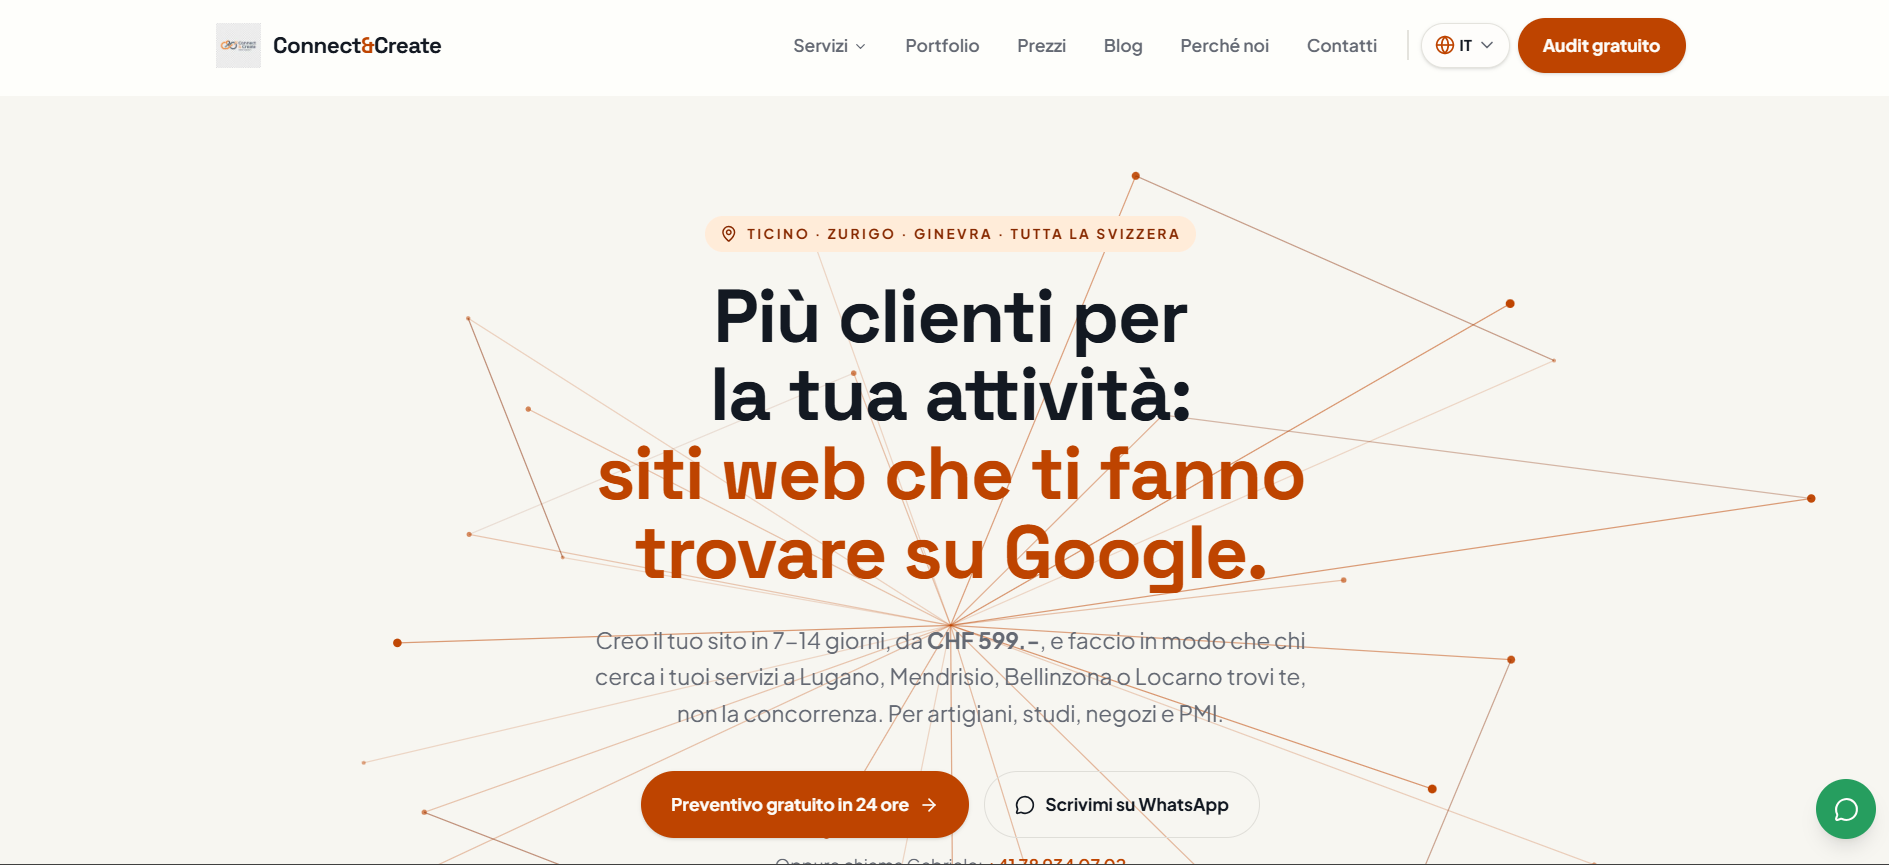 Connect&Create
Servizi
Portfolio
Prezzi
Blog
Perché noi
Contatti
IT
Audit gratuito
TICINO · ZURIGO · GINEVRA · TUTTA LA SVIZZERA
Più clienti per
la tua attività:
siti web che ti fanno
trovare su Google.
Creo il tuo sito in 7–14 giorni, da CHF 599.–, e faccio in modo che chi
cerca i tuoi servizi a Lugano, Mendrisio, Bellinzona o Locarno trovi te,
non la concorrenza. Per artigiani, studi, negozi e PMI.
Preventivo gratuito in 24 ore
Scrivimi su WhatsApp
Oppure chiama Gabriele: